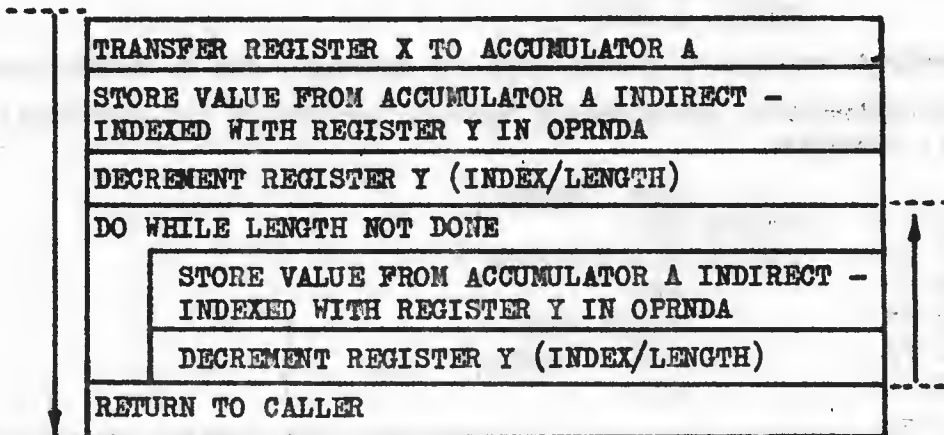 TRANSFER REGISTER X TO ACCUMULATOR A
STORE VALUE FROM ACCUMULATOR A INDIRECT -
INDEXED WITH REGISTER Y IN OPRNDA
DECREMENT REGISTER Y (INDEX/LENGTH)
DO WHILE LENGTH NOT DONE
STORE VALUE FROM ACCUMULATOR A INDIRECT -
INDEXED WITH REGISTER Y IN OPRNDA
DECREMENT REGISTER Y (INDEX/LENGTH)
RETURN TO CALLER